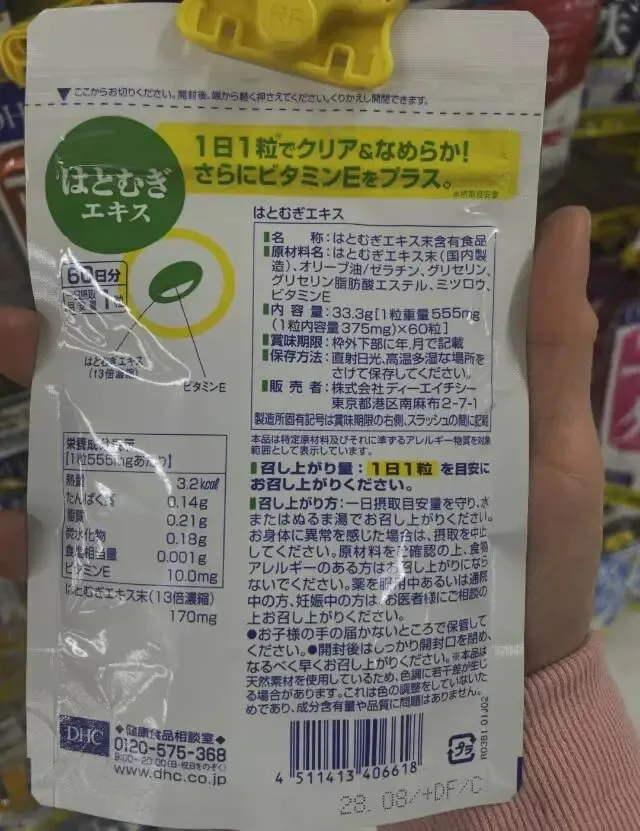 RF
▼ここからお切りください。開封後、端から軽く押さえてください。くりかえし開閉できます。
はとむぎ
エキス
1日1粒でクリア&なめらか!
さらにビタミンEをプラス。
※摂取目安量
60日分
1粒
はとむぎエキス
(13倍濃縮)
ビタミンE
はとむぎエキス
名 称:はとむぎエキス末含有食品
原材料名:はとむぎエキス末(国内製
造)、オリーブ油/ゼラチン、グリセリン、
グリセリン脂肪酸エステル、ミツロウ、
ビタミンE
内 容 量:33.3g[1粒重量555mg
(1粒内容量375mg)×60粒]
賞味期限:枠外下部に年、月で記載
保存方法:直射日光、高温多湿な場所を
さけて保存してください。
販 売 者:株式会社ディーエイチシー
東京都港区南麻布2-7-1
製造所固有記号は賞味期限の右側、スラッシュの間に記載
本品は特定原材料及びそれに準ずるアレルギー物質を対象
範囲として表示しています。
召し上がり量:1日1粒を目安に
お召し上がりください。
召し上がり方:一日摂取目安量を守り、水
またはぬるま湯でお召し上がりください。
お身体に異常を感じた場合は、摂取を中止
してください。原材料をご確認の上、食物
アレルギーのある方はお召し上がりになら
ないでください。薬を服用中あるいは通院
中の方、妊娠中の方は、お医者様にご相談の
上お召し上がりください。
●お子様の手の届かないところで保管して
ください。●開封後はしっかり開封口を閉め、
なるべく早くお召し上がりください。※本品は
天然素材を使用しているため、色調に若干差が生じ
る場合があります。これは色の調整をしていないた
めであり、成分含有量や品質に問題はありません。
栄養成分表示
[1粒555mgあたり]
熱量 3.2kcal
たんぱく質 0.14g
脂質 0.21g
炭水化物 0.18g
食塩相当量 0.001g
ビタミンE 10.0mg
はとむぎエキス末(13倍濃縮)
170mg
DHC
◆健康食品相談室◆
0120-575-368
9:00~20:00(日・祝日をのぞく)
www.dhc.co.jp
4 511413 406618
プラ
R0381 01J02
28. 08/+DF/C